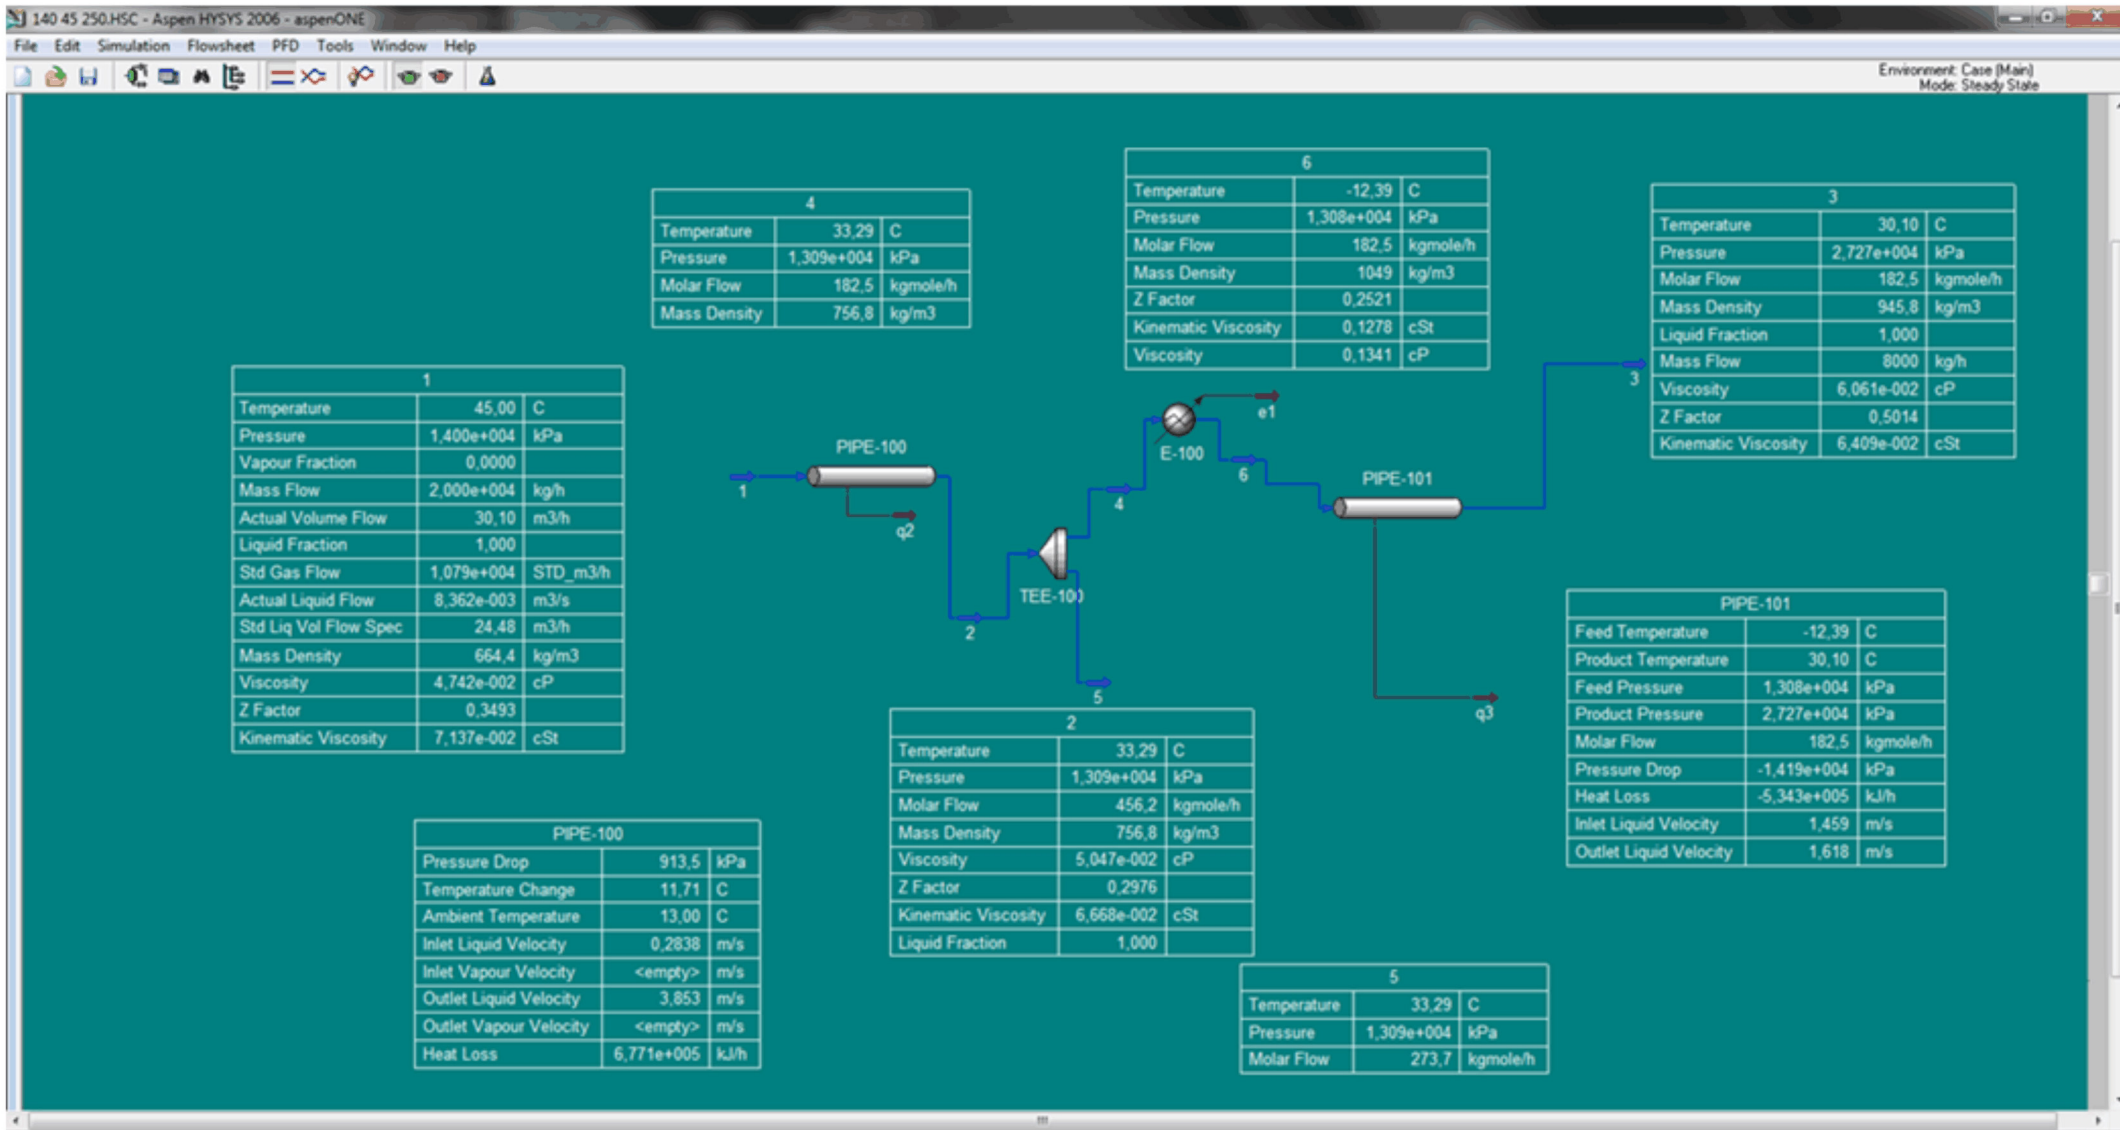 140 45 250.HSC - Aspen HYSYS 2006 - aspenONE
File Edit Simulation Flowsheet PFD Tools Window Help
Environment: Case (Main)
Mode: Steady State
4
Temperature 33,29 C
Pressure 1,309e+004 kPa
Molar Flow 182,5 kgmole/h
Mass Density 756,8 kg/m3
6
Temperature -12,39 C
Pressure 1,308e+004 kPa
Molar Flow 182,5 kgmole/h
Mass Density 1049 kg/m3
Z Factor 0,2521
Kinematic Viscosity 0,1278 cSt
Viscosity 0,1341 cP
3
Temperature 30,10 C
Pressure 2,727e+004 kPa
Molar Flow 182,5 kgmole/h
Mass Density 945,8 kg/m3
Liquid Fraction 1,000
Mass Flow 8000 kg/h
Viscosity 6,061e-002 cP
Z Factor 0,5014
Kinematic Viscosity 6,409e-002 cSt
1
Temperature 45,00 C
Pressure 1,400e+004 kPa
Vapour Fraction 0,0000
Mass Flow 2,000e+004 kg/h
Actual Volume Flow 30,10 m3/h
Liquid Fraction 1,000
Std Gas Flow 1,079e+004 STD_m3/h
Actual Liquid Flow 8,362e-003 m3/s
Std Liq Vol Flow Spec 24,48 m3/h
Mass Density 664,4 kg/m3
Viscosity 4,742e-002 cP
Z Factor 0,3493
Kinematic Viscosity 7,137e-002 cSt
1
PIPE-100
q2
2
TEE-100
4
5
E-100
e1
6
PIPE-101
q3
3
2
Temperature 33,29 C
Pressure 1,309e+004 kPa
Molar Flow 456,2 kgmole/h
Mass Density 756,8 kg/m3
Viscosity 5,047e-002 cP
Z Factor 0,2976
Kinematic Viscosity 6,668e-002 cSt
Liquid Fraction 1,000
PIPE-101
Feed Temperature -12,39 C
Product Temperature 30,10 C
Feed Pressure 1,308e+004 kPa
Product Pressure 2,727e+004 kPa
Molar Flow 182,5 kgmole/h
Pressure Drop -1,419e+004 kPa
Heat Loss -5,343e+005 kJ/h
Inlet Liquid Velocity 1,459 m/s
Outlet Liquid Velocity 1,618 m/s
PIPE-100
Pressure Drop 913,5 kPa
Temperature Change 11,71 C
Ambient Temperature 13,00 C
Inlet Liquid Velocity 0,2838 m/s
Inlet Vapour Velocity <empty> m/s
Outlet Liquid Velocity 3,853 m/s
Outlet Vapour Velocity <empty> m/s
Heat Loss 6,771e+005 kJ/h
5
Temperature 33,29 C
Pressure 1,309e+004 kPa
Molar Flow 273,7 kgmole/h